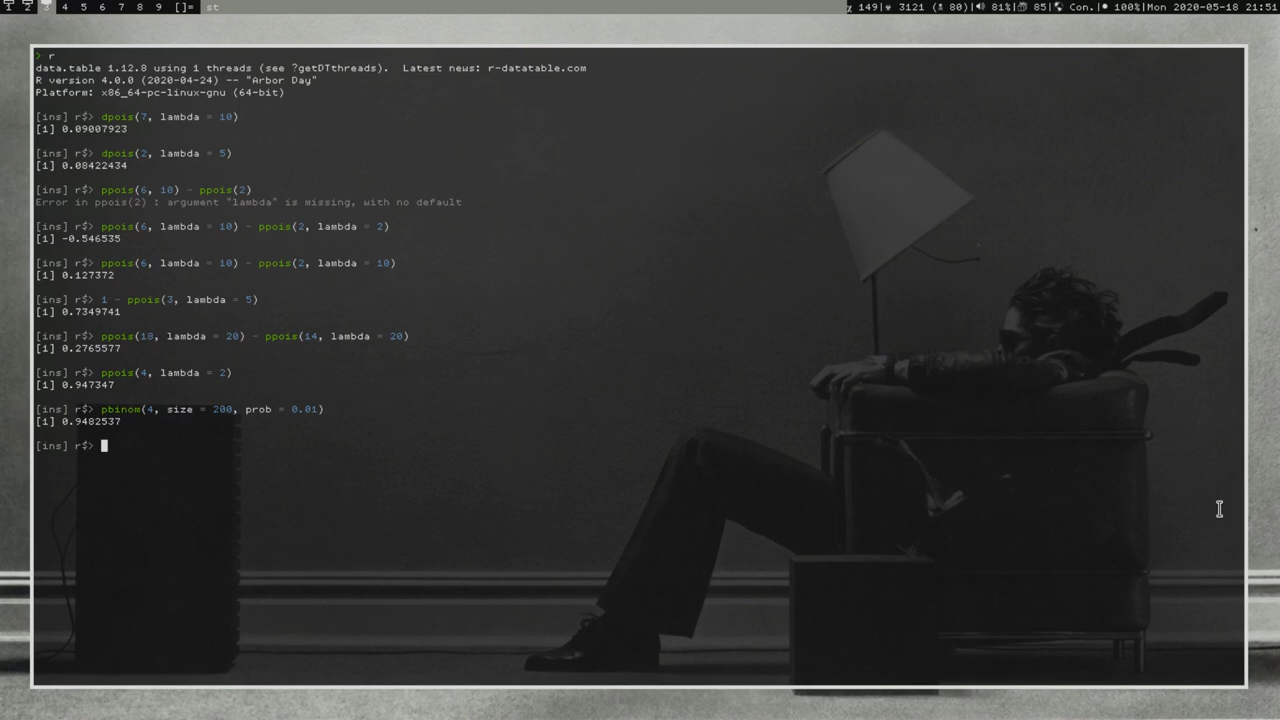 1 2 3 4 5 6 7 8 9 []= st
149| 3121 ( 80)| 81%| 85| Con.| 100%|Mon 2020-05-18 21:51
> r
data.table 1.12.8 using 1 threads (see ?getDTthreads).  Latest news: r-datatable.com
R version 4.0.0 (2020-04-24) -- "Arbor Day"
Platform: x86_64-pc-linux-gnu (64-bit)
[ins] r$> dpois(7, lambda = 10)
[1] 0.09007923
[ins] r$> dpois(2, lambda = 5)
[1] 0.08422434
[ins] r$> ppois(6, 10) - ppois(2)
Error in ppois(2) : argument "lambda" is missing, with no default
[ins] r$> ppois(6, lambda = 10) - ppois(2, lambda = 2)
[1] -0.546535
[ins] r$> ppois(6, lambda = 10) - ppois(2, lambda = 10)
[1] 0.127372
[ins] r$> 1 - ppois(3, lambda = 5)
[1] 0.7349741
[ins] r$> ppois(18, lambda = 20) - ppois(14, lambda = 20)
[1] 0.2765577
[ins] r$> ppois(4, lambda = 2)
[1] 0.947347
[ins] r$> pbinom(4, size = 200, prob = 0.01)
[1] 0.9482537
[ins] r$>